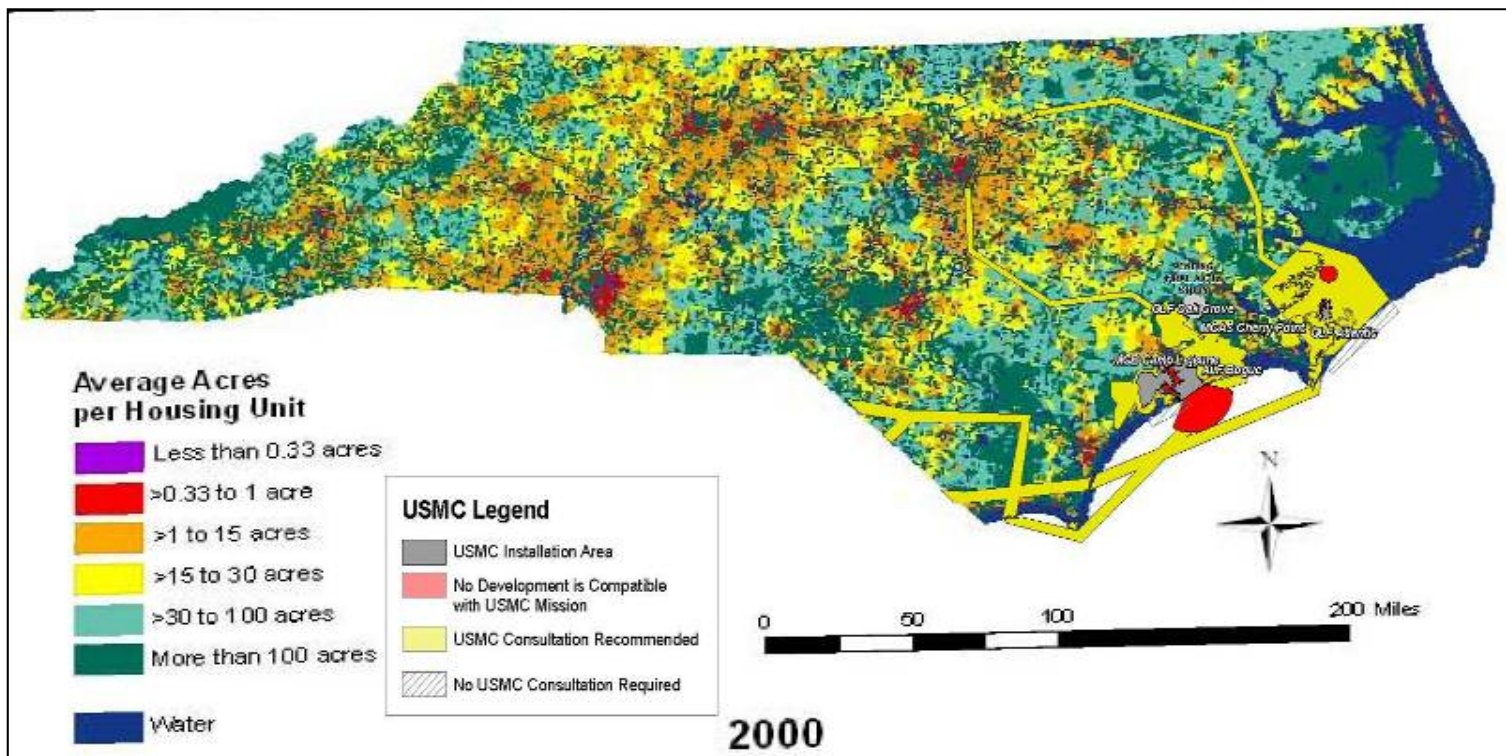 GLF Oak Grove
MCAS Cherry Point
OLF Atlantic
MCB Camp Lejeune
ALF Bogue
Average Acres
per Housing Unit
Less than 0.33 acres
>0.33 to 1 acre
>1 to 15 acres
>15 to 30 acres
>30 to 100 acres
More than 100 acres
Water
USMC Legend
USMC Installation Area
No Development is Compatible
with USMC Mission
USMC Consultation Recommended
No USMC Consultation Required
N
0 50 100 200 Miles
2000